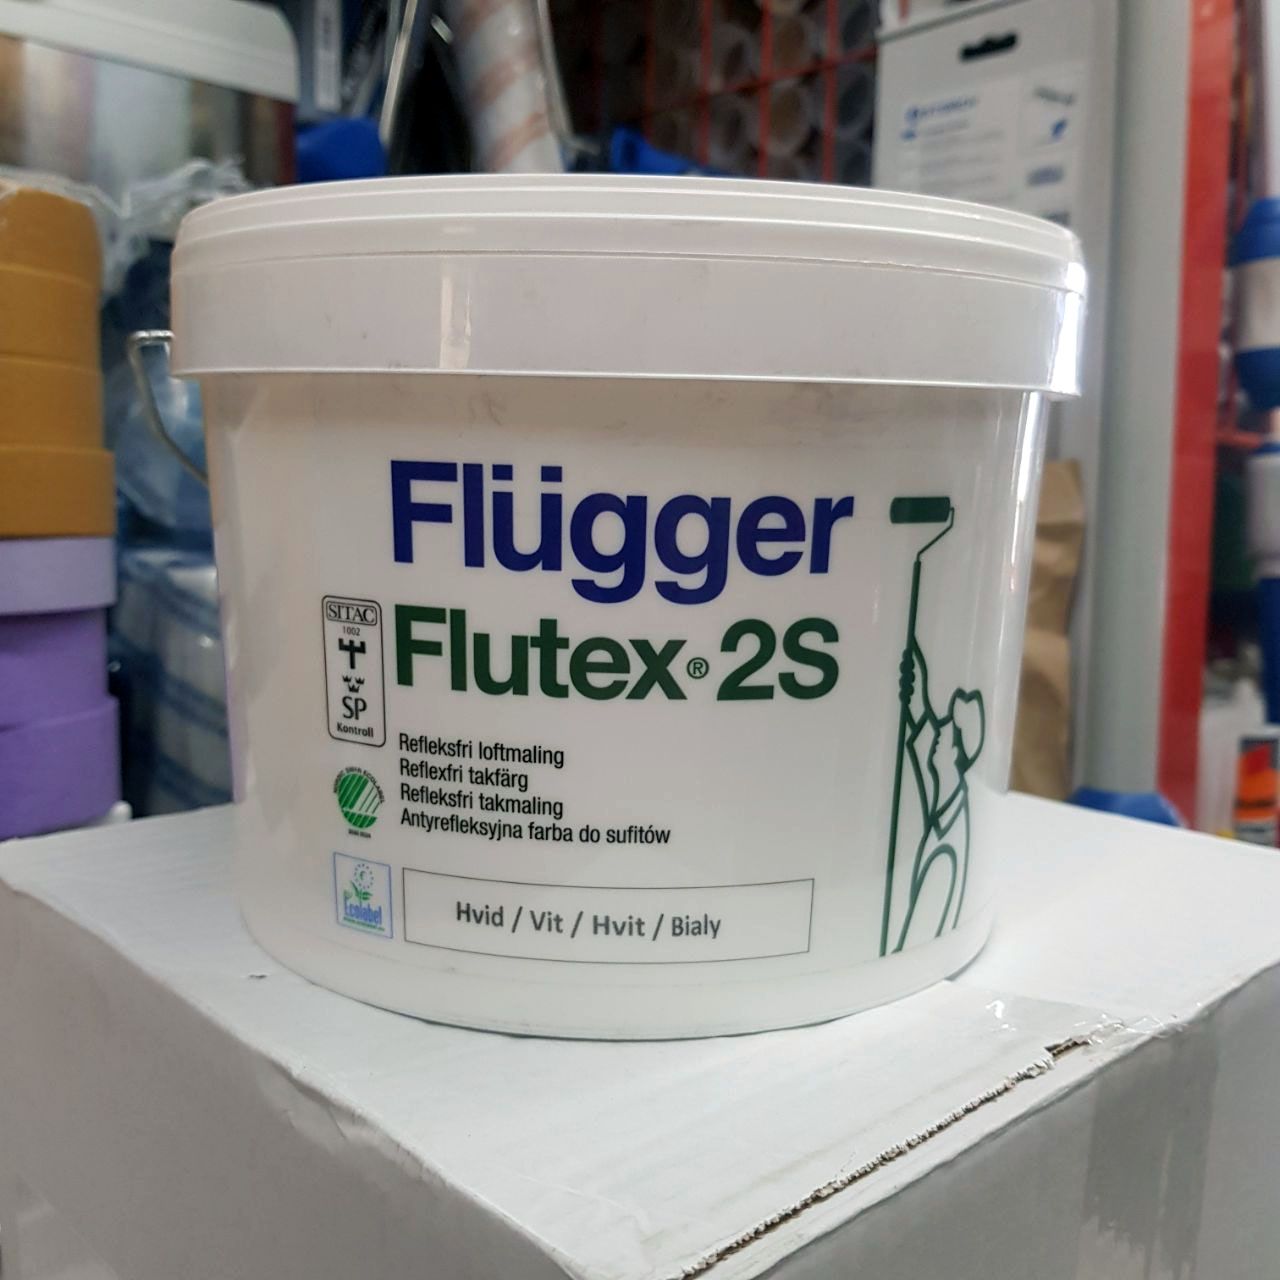 Flügger
Flutex® 2S
SITAC
1002
SP
Kontroll
Refleksfri loftmaling
Reflexfri takfärg
Refleksfri takmaling
Antyrefleksyjna farba do sufitów
Ecolabel
Hvid / Vit / Hvit / Bialy